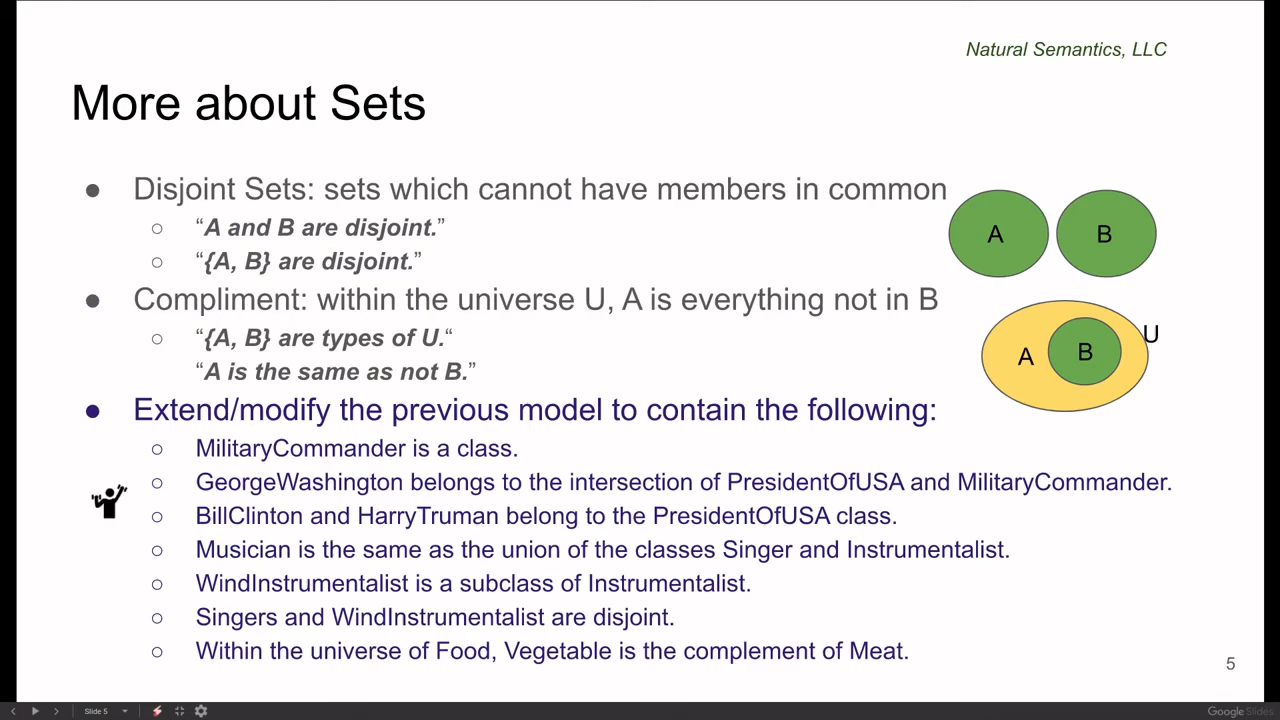 Natural Semantics, LLC
More about Sets
● Disjoint Sets: sets which cannot have members in common
○ “A and B are disjoint.”
○ “{A, B} are disjoint.”
A
B
● Compliment: within the universe U, A is everything not in B
○ “{A, B} are types of U.“
“A is the same as not B.”
U
A
B
● Extend/modify the previous model to contain the following:
○ MilitaryCommander is a class.
○ GeorgeWashington belongs to the intersection of PresidentOfUSA and MilitaryCommander.
○ BillClinton and HarryTruman belong to the PresidentOfUSA class.
○ Musician is the same as the union of the classes Singer and Instrumentalist.
○ WindInstrumentalist is a subclass of Instrumentalist.
○ Singers and WindInstrumentalist are disjoint.
○ Within the universe of Food, Vegetable is the complement of Meat.
5
Slide 5
Google Slides